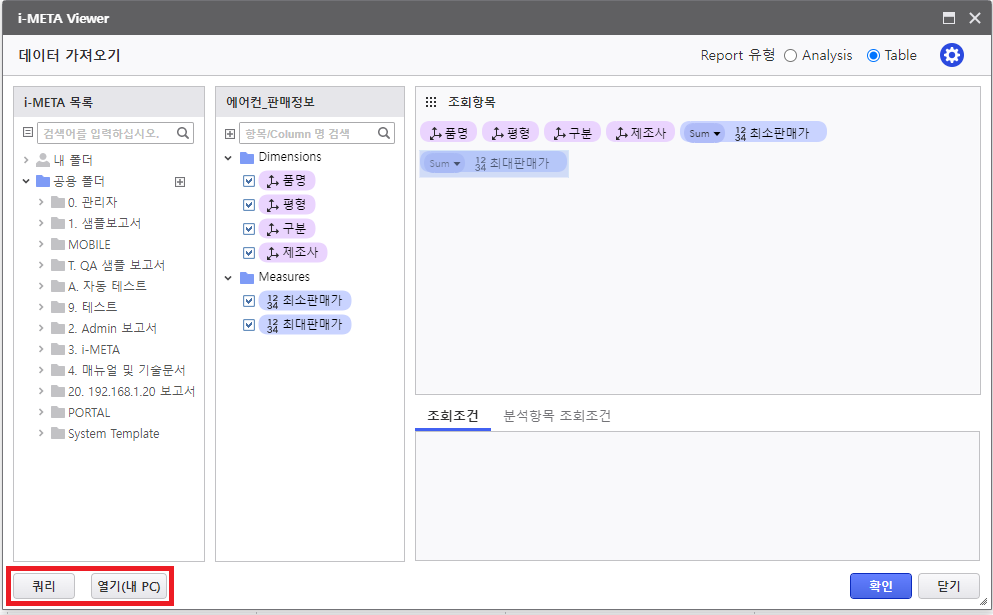 i-META Viewer
데이터 가져오기
Report 유형 Analysis Table
i-META 목록
검색어를 입력하십시오.
내 폴더
공용 폴더
0. 관리자
1. 샘플보고서
MOBILE
T. QA 샘플 보고서
A. 자동 테스트
9. 테스트
2. Admin 보고서
3. i-META
4. 매뉴얼 및 기술문서
20. 192.168.1.20 보고서
PORTAL
System Template
에어컨_판매정보
항목/Column 명 검색
Dimensions
품명
평형
구분
제조사
Measures
1234 최소판매가
1234 최대판매가
조회항목
품명 평형 구분 제조사 Sum 1234 최소판매가
Sum 1234 최대판매가
조회조건 분석항목 조회조건
쿼리 열기(내 PC) 확인 닫기